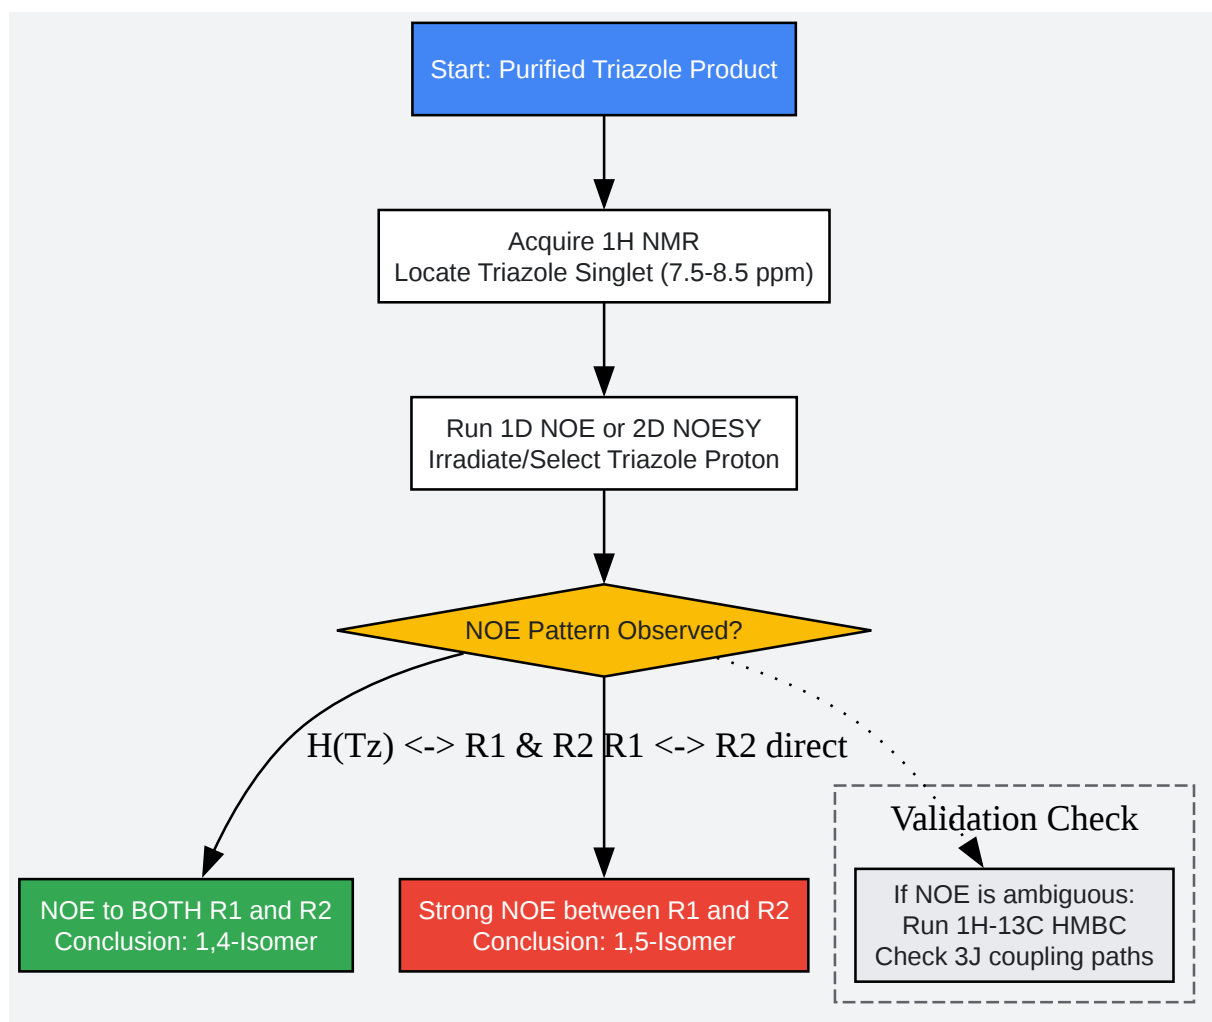 Start: Purified Triazole Product
Acquire 1H NMR
Locate Triazole Singlet (7.5-8.5 ppm)
Run 1D NOE or 2D NOESY
Irradiate/Select Triazole Proton
NOE Pattern Observed?
H(Tz) <-> R1 & R2
R1 <-> R2 direct
Validation Check
NOE to BOTH R1 and R2
Conclusion: 1,4-Isomer
Strong NOE between R1 and R2
Conclusion: 1,5-Isomer
If NOE is ambiguous:
Run 1H-13C HMBC
Check 3J coupling paths